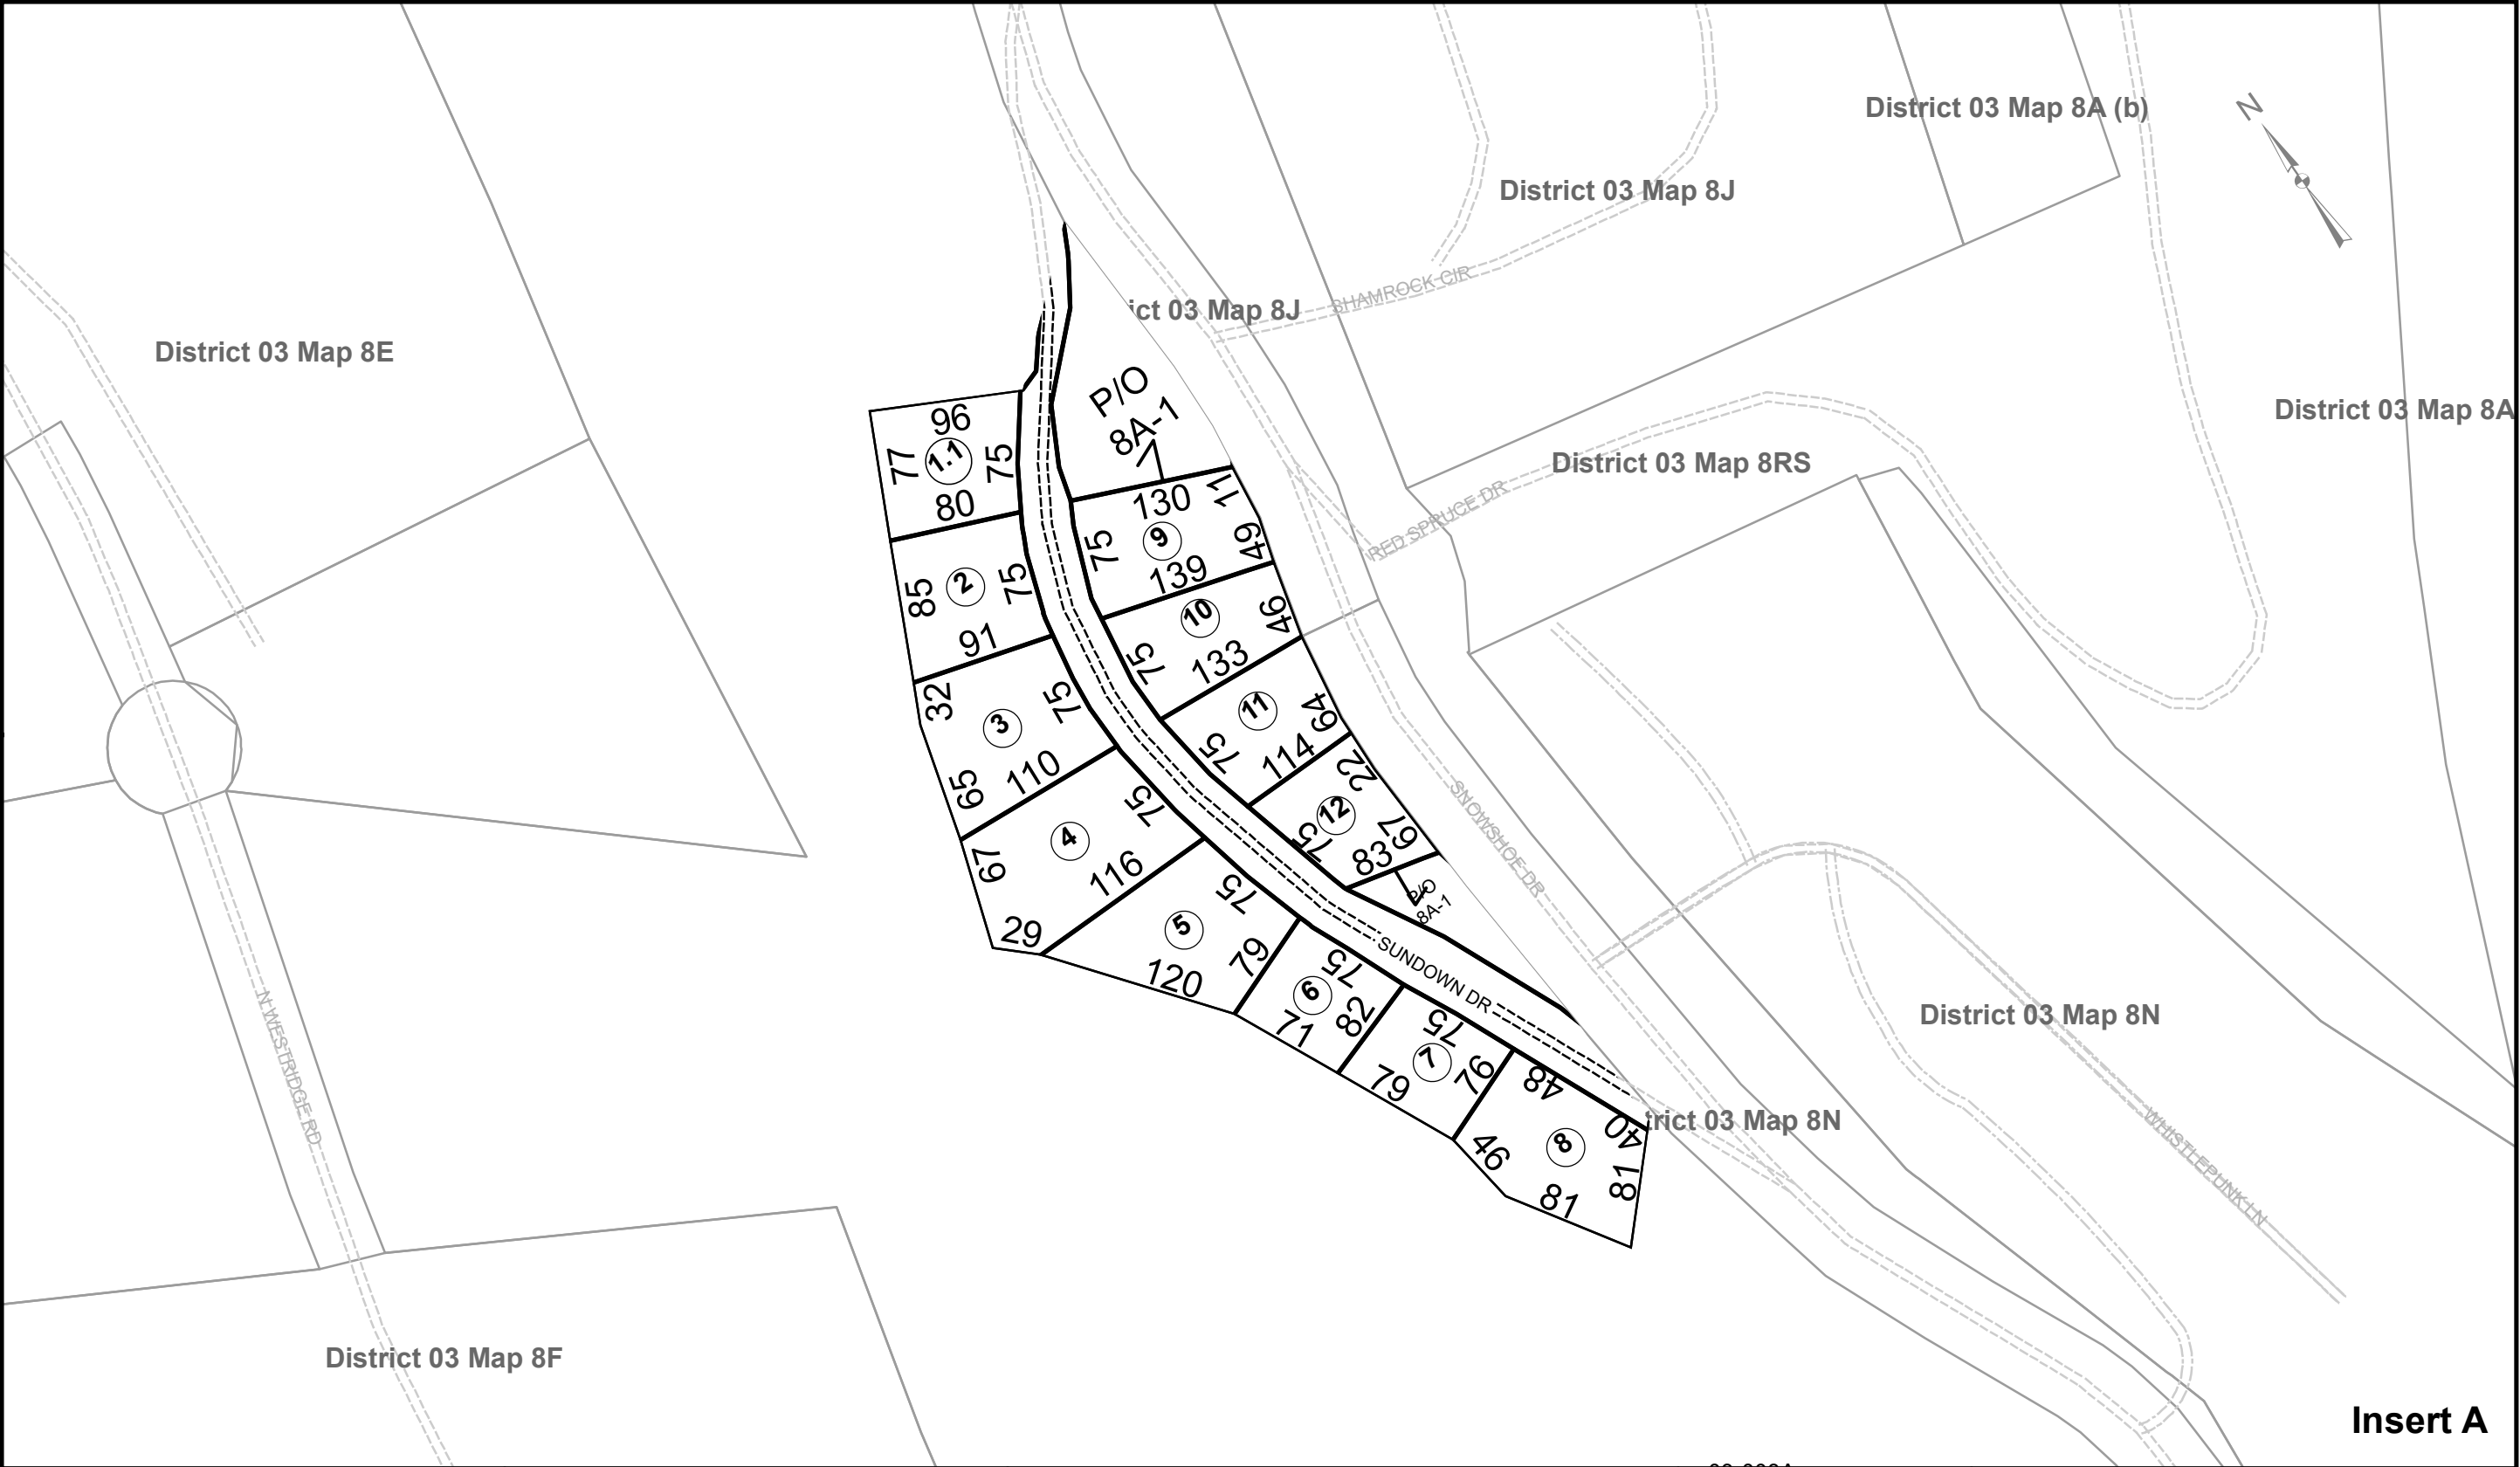 District 03 Map 8A (b)
N
District 03 Map 8J
ict 03 Map 8J
SHAMROCK CIR
District 03 Map 8E
District 03 Map 8A
P/O
8A-1
96
77
1.1
75
80
District 03 Map 8RS
RED SPRUCE DR
130
11
9
75
49
139
2
85
75
91
10
46
75
133
32
3
75
65
110
11
64
75
114
4
75
67
116
29
22
12
75
67
83
P/O
8A-1
SNOWSHOE DR
5
75
79
120
SUNDOWN DR
6
75
82
71
7
75
76
79
48
40
8
46
81
81
trict 03 Map 8N
District 03 Map 8N
WHISTLEPUNK LN
N WESTRIDGE RD
District 03 Map 8F
Insert A